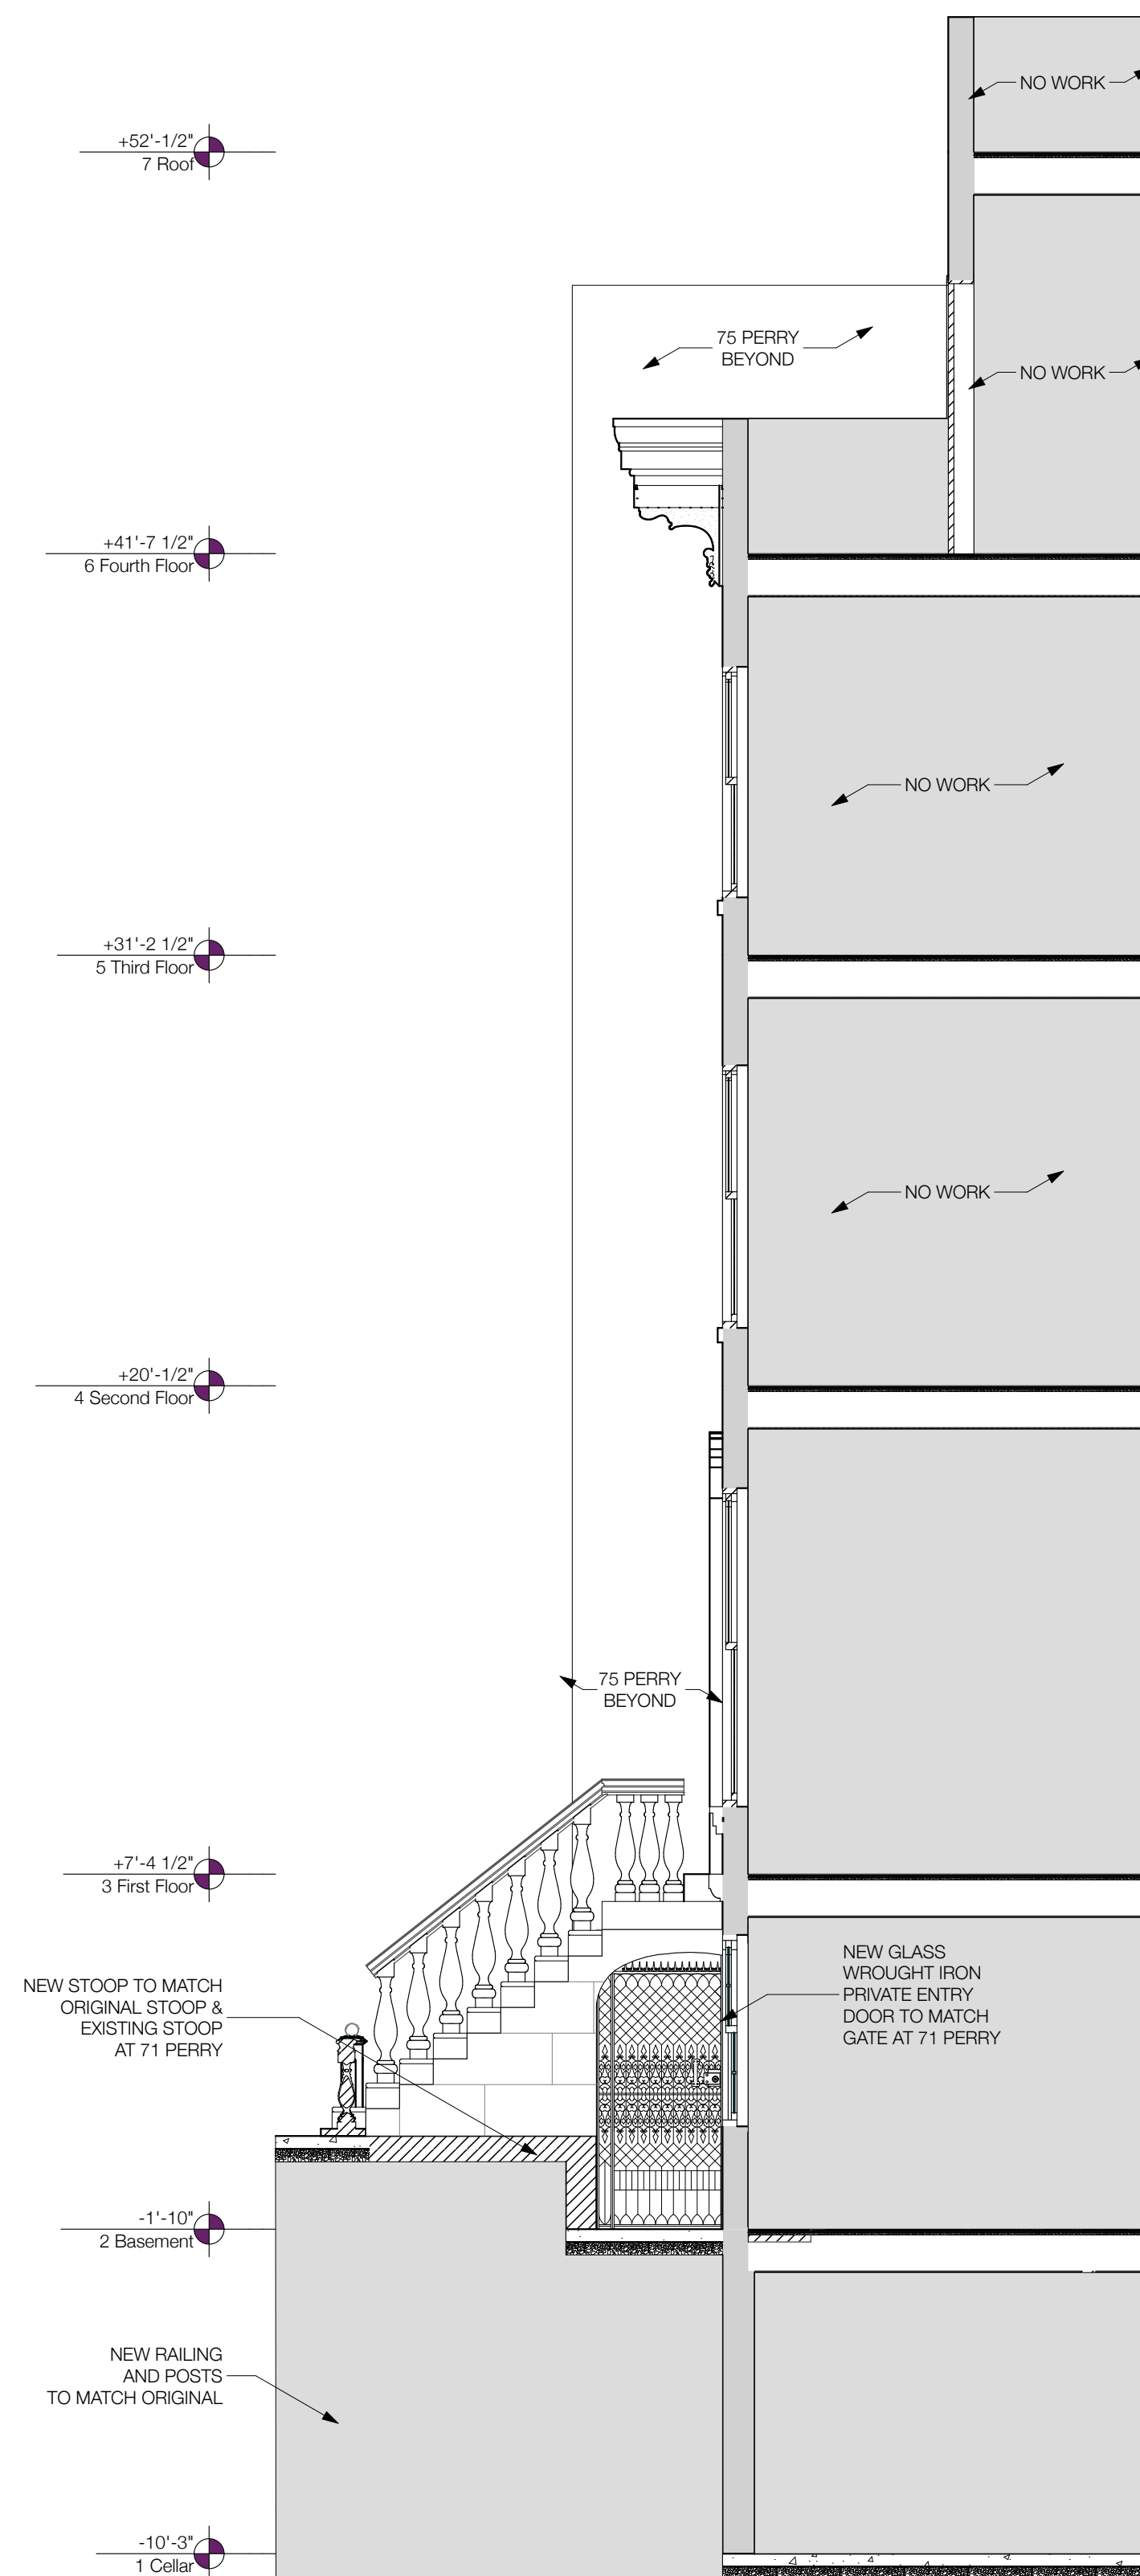 NO WORK
+52'-1/2"
7 Roof
75 PERRY
BEYOND
NO WORK
+41'-7 1/2"
6 Fourth Floor
NO WORK
+31'-2 1/2"
5 Third Floor
NO WORK
+20'-1/2"
4 Second Floor
75 PERRY
BEYOND
+7'-4 1/2"
3 First Floor
NEW GLASS
WROUGHT IRON
PRIVATE ENTRY
DOOR TO MATCH
GATE AT 71 PERRY
NEW STOOP TO MATCH
ORIGINAL STOOP &
EXISTING STOOP
AT 71 PERRY
-1'-10"
2 Basement
NEW RAILING
AND POSTS
TO MATCH ORIGINAL
-10'-3"
1 Cellar